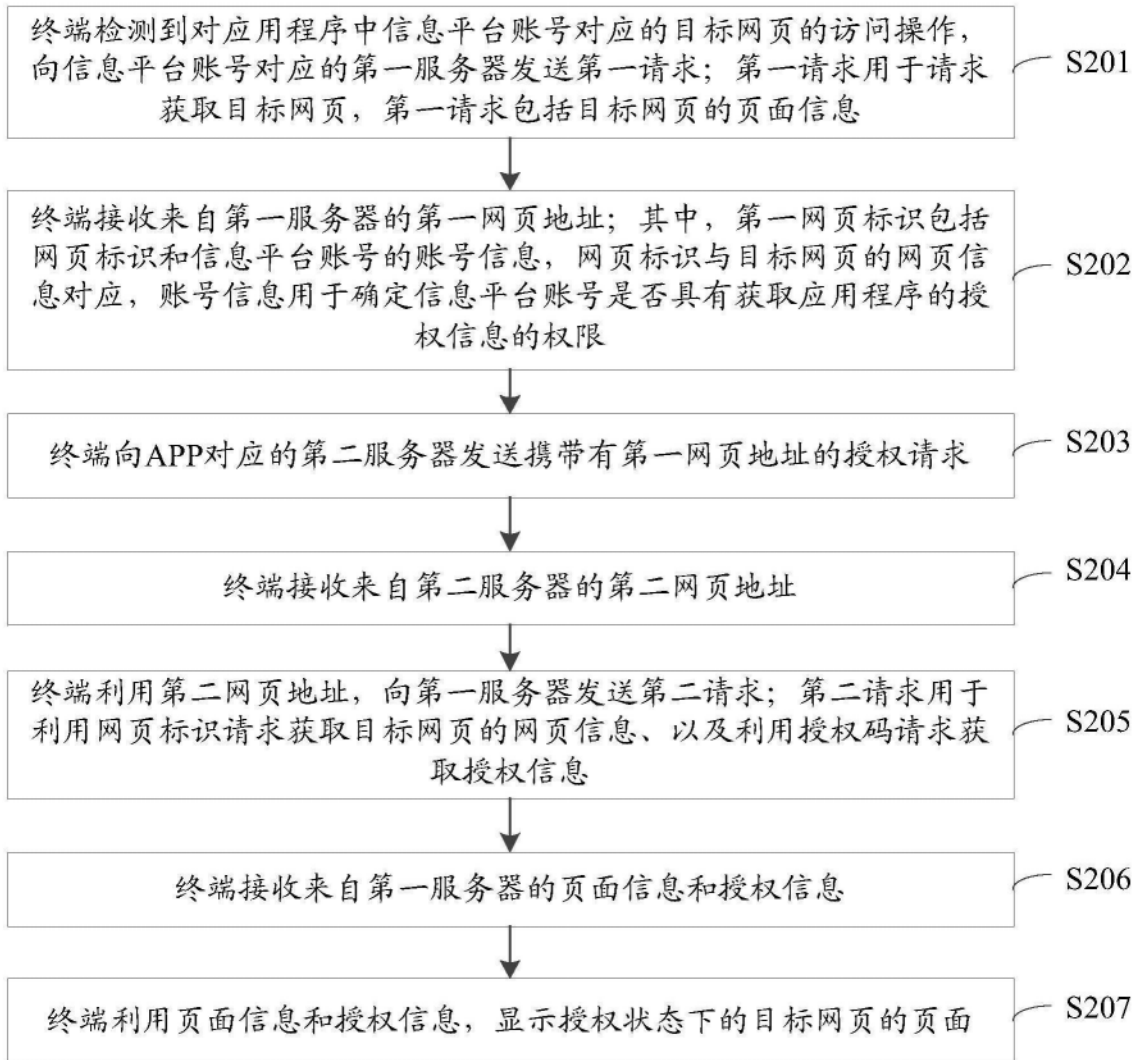 终端检测到对应用程序中信息平台账号对应的目标网页的访问操作，
向信息平台账号对应的第一服务器发送第一请求；第一请求用于请求
获取目标网页，第一请求包括目标网页的页面信息
S201
终端接收来自第一服务器的第一网页地址；其中，第一网页标识包括
网页标识和信息平台账号的账号信息，网页标识与目标网页的网页信
息对应，账号信息用于确定信息平台账号是否具有获取应用程序的授
权信息的权限
S202
终端向APP对应的第二服务器发送携带有第一网页地址的授权请求
S203
终端接收来自第二服务器的第二网页地址
S204
终端利用第二网页地址，向第一服务器发送第二请求；第二请求用于
利用网页标识请求获取目标网页的网页信息、以及利用授权码请求获
取授权信息
S205
终端接收来自第一服务器的页面信息和授权信息
S206
终端利用页面信息和授权信息，显示授权状态下的目标网页的页面
S207